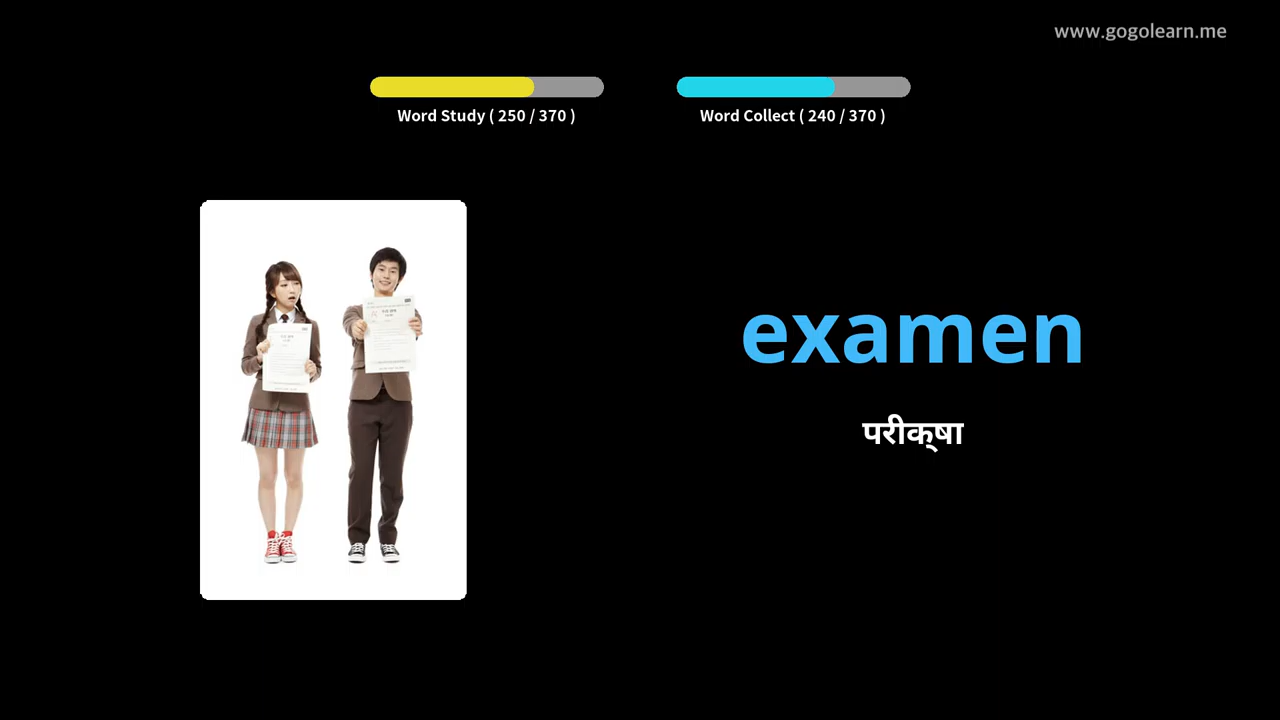 www.gogolearn.me
Word Study ( 250 / 370 )
Word Collect ( 240 / 370 )
examen
परीक्षा